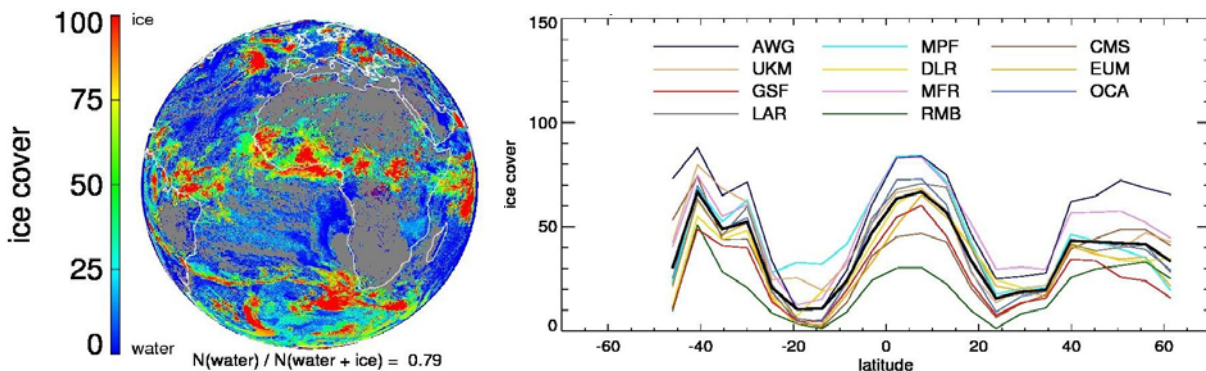 100
ice
75
50
25
0
water
ice cover
N(water) / N(water + ice) = 0.79
150
100
50
0
ice cover
AWG MPF CMS
UKM DLR EUM
GSF MFR OCA
LAR RMB
-60 -40 -20 0 20 40 60
latitude